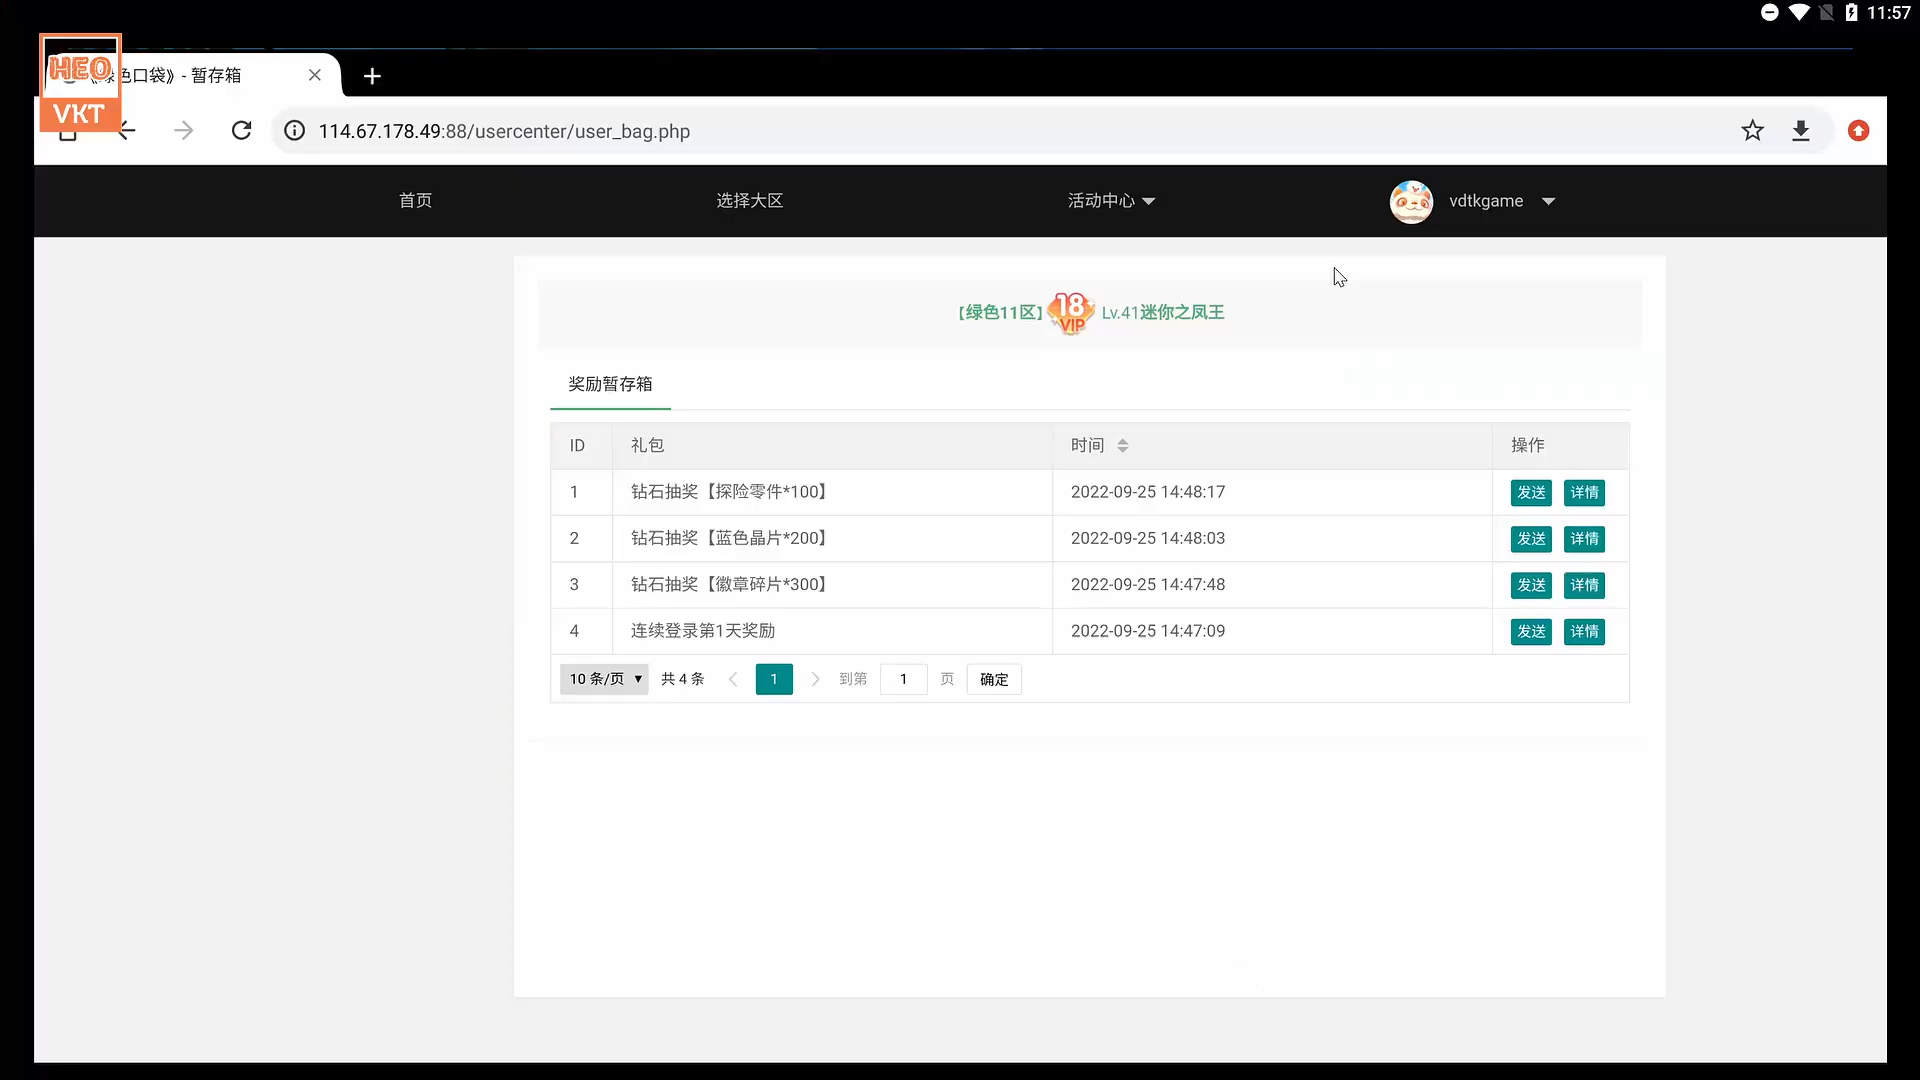 11:57
HEO
VKT
色口袋》- 暂存箱
114.67.178.49:88/usercenter/user_bag.php
首页
选择大区
活动中心
vdtkgame
【绿色11区】 18 VIP Lv.41迷你之凤王
奖励暂存箱
ID 礼包 时间 操作
1 钻石抽奖【探险零件*100】 2022-09-25 14:48:17 发送 详情
2 钻石抽奖【蓝色晶片*200】 2022-09-25 14:48:03 发送 详情
3 钻石抽奖【徽章碎片*300】 2022-09-25 14:47:48 发送 详情
4 连续登录第1天奖励 2022-09-25 14:47:09 发送 详情
10 条/页 共 4 条 1 到第 1 页 确定